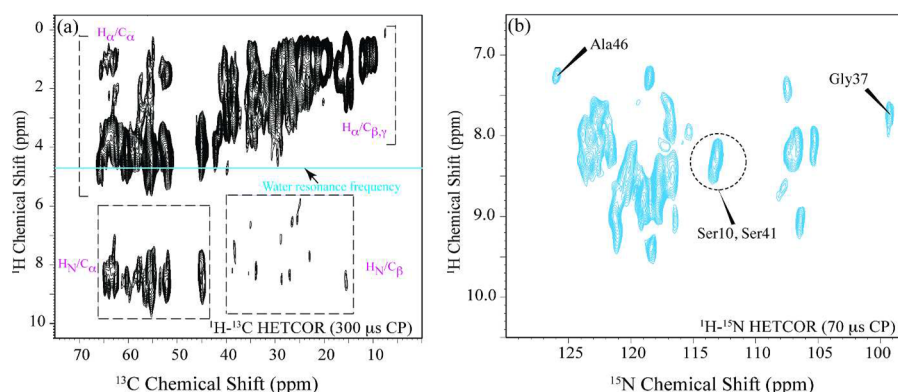 (a)
Hα/Cα
Hα/Cβ,γ
Water resonance frequency
HN/Cα
HN/Cβ
¹H-¹³C HETCOR (300 µs CP)
0
2
4
6
8
10
70 60 50 40 30 20 10
¹H Chemical Shift (ppm)
¹³C Chemical Shift (ppm)
(b)
Ala46
Gly37
Ser10, Ser41
¹H-¹⁵N HETCOR (70 µs CP)
7.0
8.0
9.0
10.0
125 120 115 110 105 100
¹H Chemical Shift (ppm)
¹⁵N Chemical Shift (ppm)